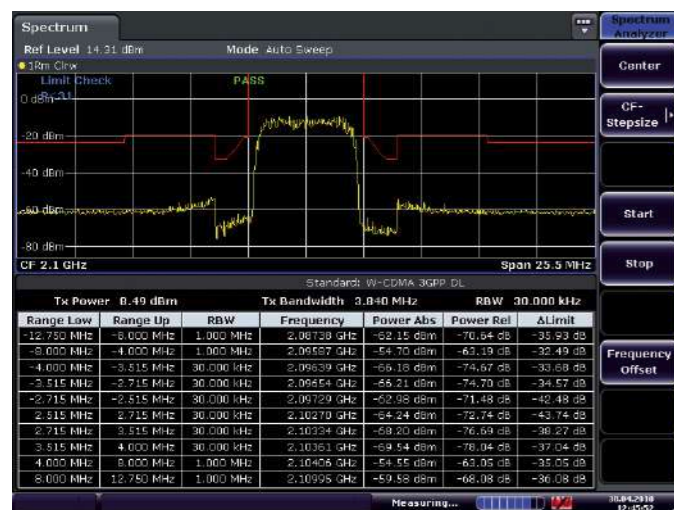 Spectrum
Spectrum Analyzer
Ref Level 14.31 dBm Mode Auto Sweep
1Rm Clrw
Limit Check PASS
0 dBm
-20 dBm
-40 dBm
-60 dBm
-80 dBm
CF 2.1 GHz Span 25.5 MHz
Standard: W-CDMA 3GPP DL
Tx Power 8.49 dBm Tx Bandwidth 3.840 MHz RBW 30.000 kHz
Range Low Range Up RBW Frequency Power Abs Power Rel ΔLimit
-12.750 MHz -8.000 MHz 1.000 MHz 2.08738 GHz -62.15 dBm -70.64 dB -35.93 dB
-8.000 MHz -4.000 MHz 1.000 MHz 2.09587 GHz -54.70 dBm -63.19 dB -32.49 dB
-4.000 MHz -3.515 MHz 30.000 kHz 2.09639 GHz -66.18 dBm -74.67 dB -33.68 dB
-3.515 MHz -2.715 MHz 30.000 kHz 2.09654 GHz -66.21 dBm -74.70 dB -34.57 dB
-2.715 MHz -2.515 MHz 30.000 kHz 2.09729 GHz -62.98 dBm -71.48 dB -42.48 dB
2.515 MHz 2.715 MHz 30.000 kHz 2.10270 GHz -64.24 dBm -72.74 dB -43.74 dB
2.715 MHz 3.515 MHz 30.000 kHz 2.10334 GHz -68.20 dBm -76.69 dB -38.27 dB
3.515 MHz 4.000 MHz 30.000 kHz 2.10361 GHz -69.54 dBm -78.04 dB -37.04 dB
4.000 MHz 8.000 MHz 1.000 MHz 2.10406 GHz -54.55 dBm -63.05 dB -35.05 dB
8.000 MHz 12.750 MHz 1.000 MHz 2.10995 GHz -59.58 dBm -68.08 dB -36.08 dB
Center
CF-Stepsize
Start
Stop
Frequency Offset
Measuring...
30.04.2010
12:45:52